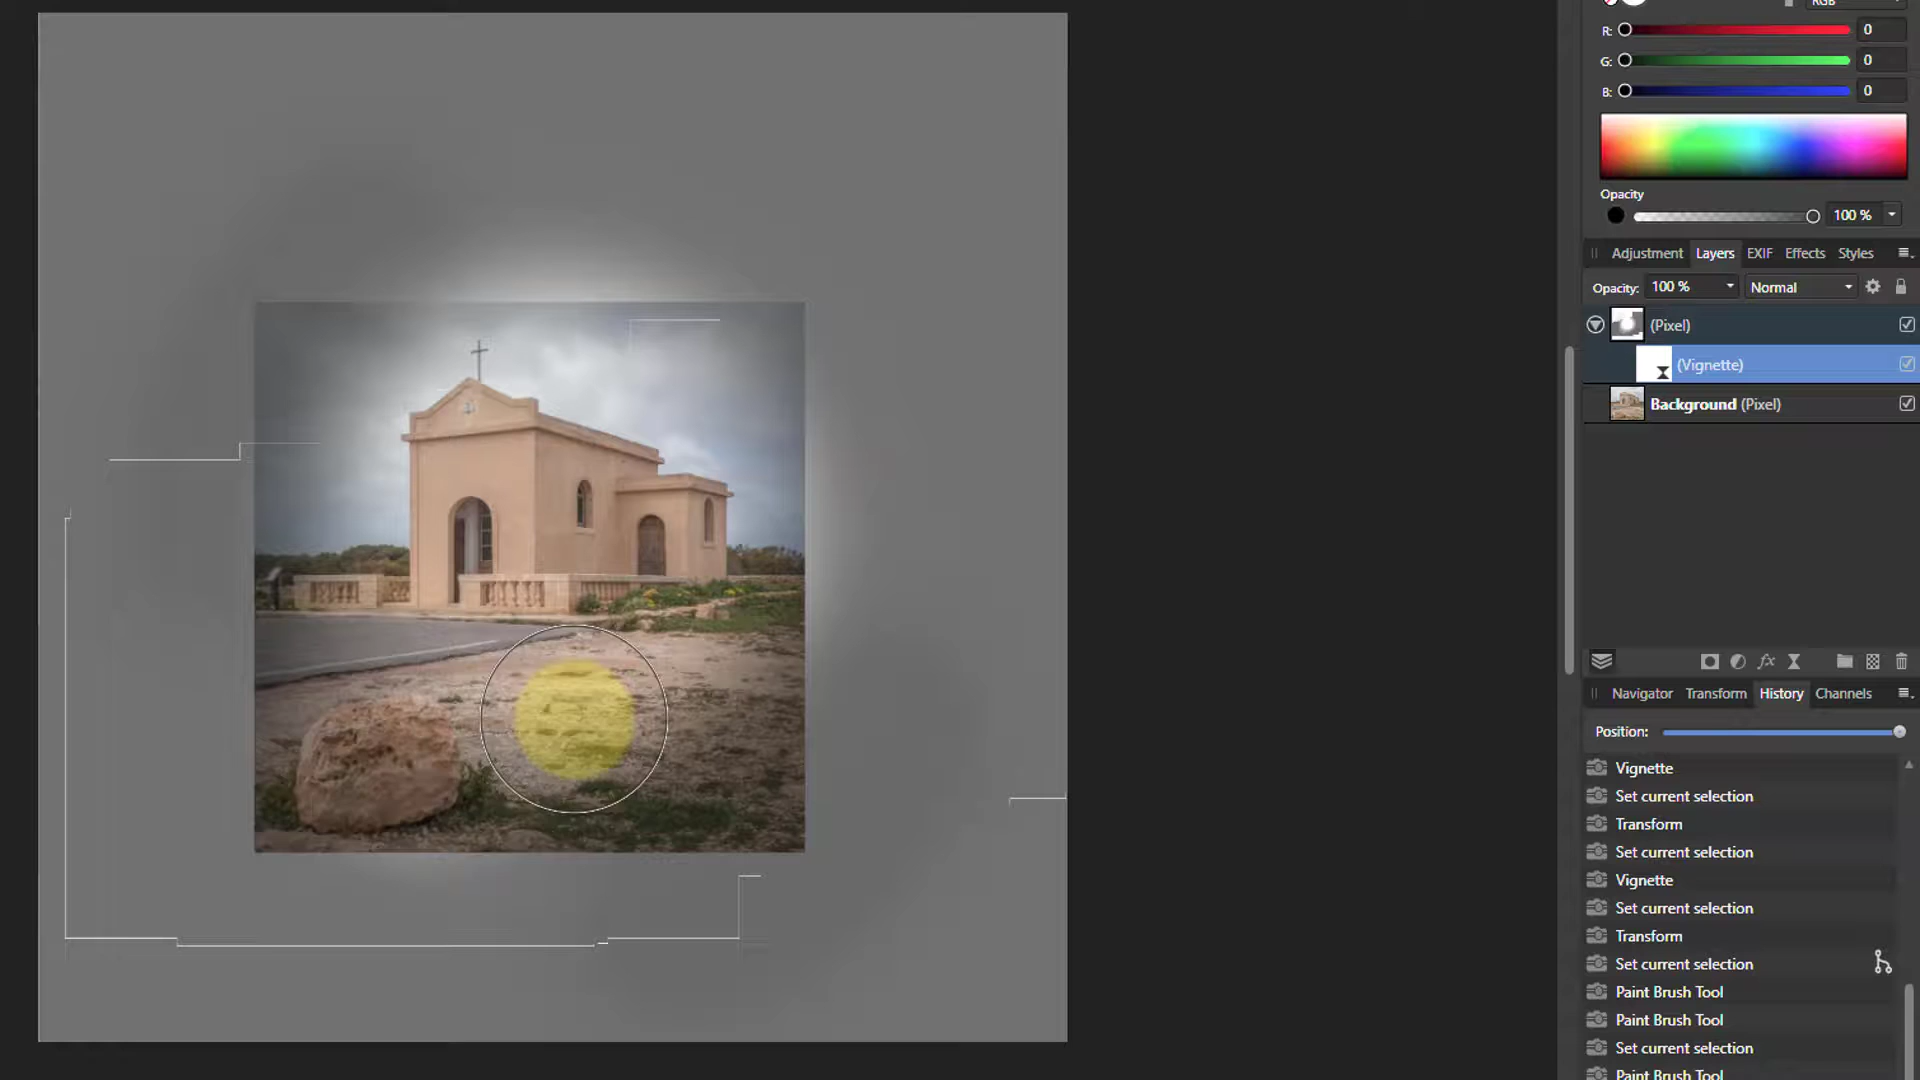 RGB
R: 0
G: 0
B: 0
Opacity
100 %
Adjustment Layers EXIF Effects Styles
Opacity: 100 % Normal
(Pixel)
(Vignette)
Background (Pixel)
Navigator Transform History Channels
Position:
Vignette
Set current selection
Transform
Set current selection
Vignette
Set current selection
Transform
Set current selection
Paint Brush Tool
Paint Brush Tool
Set current selection
Paint Brush Tool